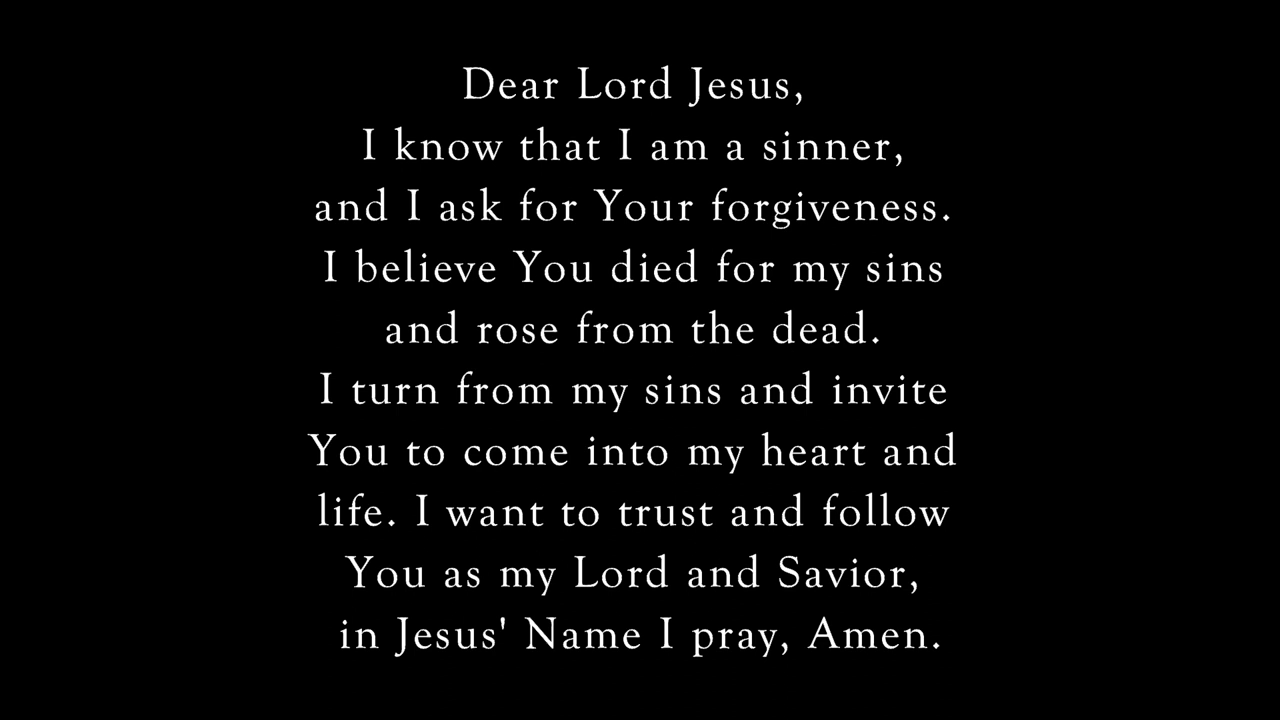 Dear Lord Jesus,
I know that I am a sinner,
and I ask for Your forgiveness.
I believe You died for my sins
and rose from the dead.
I turn from my sins and invite
You to come into my heart and
life. I want to trust and follow
You as my Lord and Savior,
in Jesus' Name I pray, Amen.